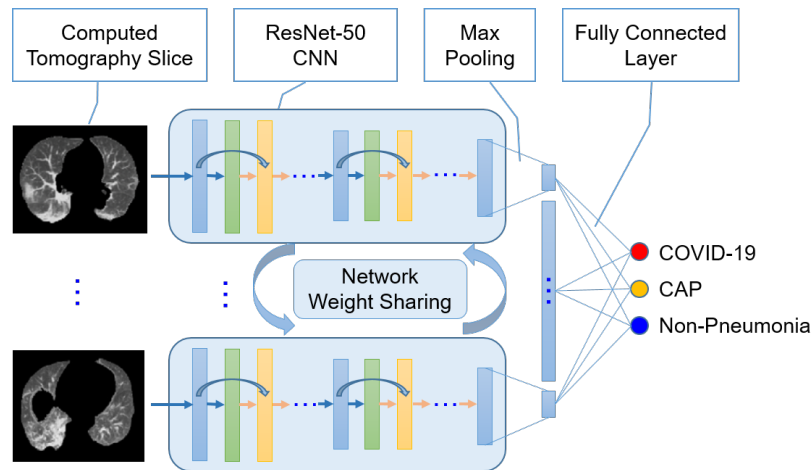 Computed
Tomography Slice
ResNet-50
CNN
Max
Pooling
Fully Connected
Layer
Network
Weight Sharing
COVID-19
CAP
Non-Pneumonia